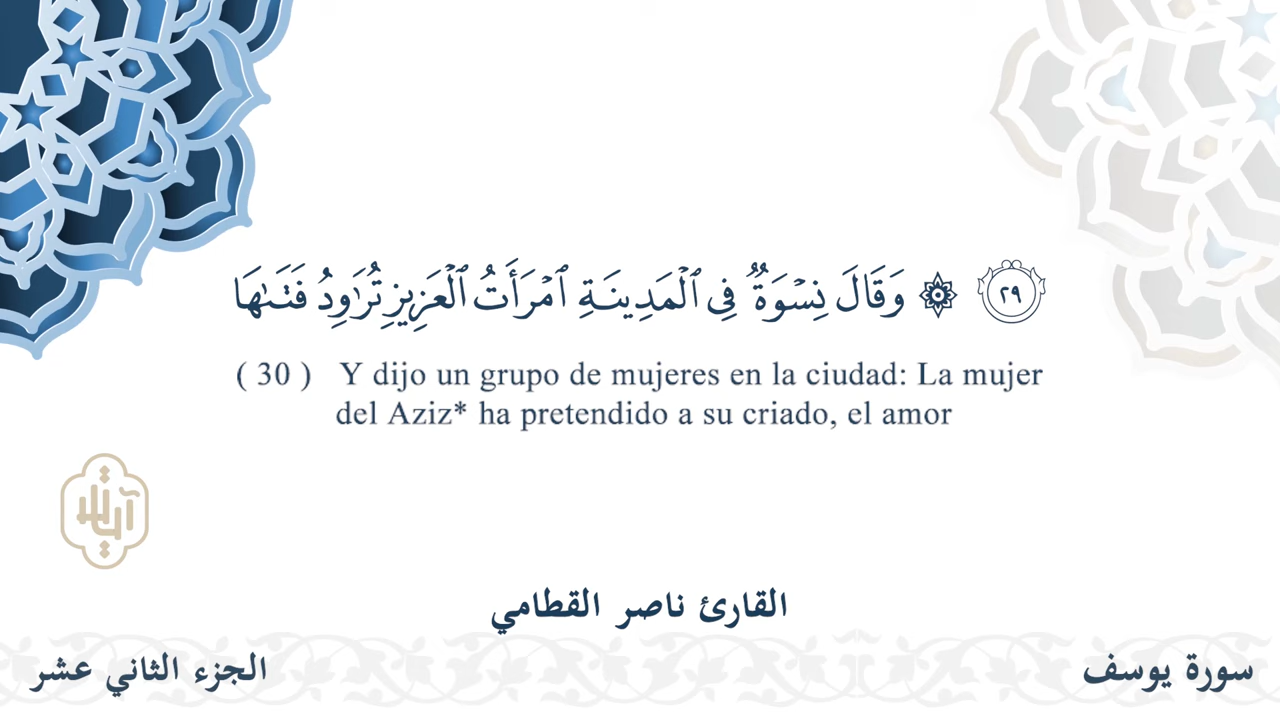 ٢٩ ۞ وَقَالَ نِسۡوَةٞ فِي ٱلۡمَدِينَةِ ٱمۡرَأَتُ ٱلۡعَزِيزِ تُرَٰوِدُ فَتَىٰهَا
( 30 ) Y dijo un grupo de mujeres en la ciudad: La mujer
del Aziz* ha pretendido a su criado, el amor
آيات
القارئ ناصر القطامي
سورة يوسف
الجزء الثاني عشر